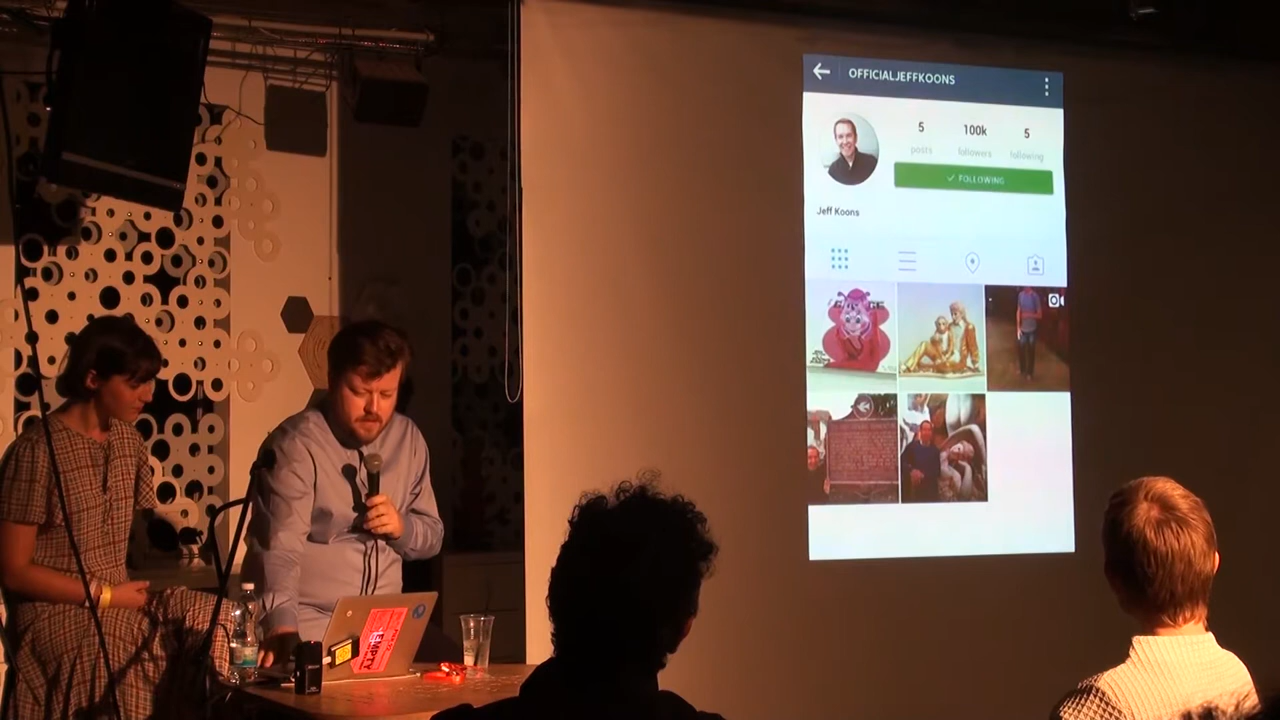 OFFICIALJEFFKOONS
5 100k 5
posts followers following
✓ FOLLOWING
Jeff Koons
EMPTY